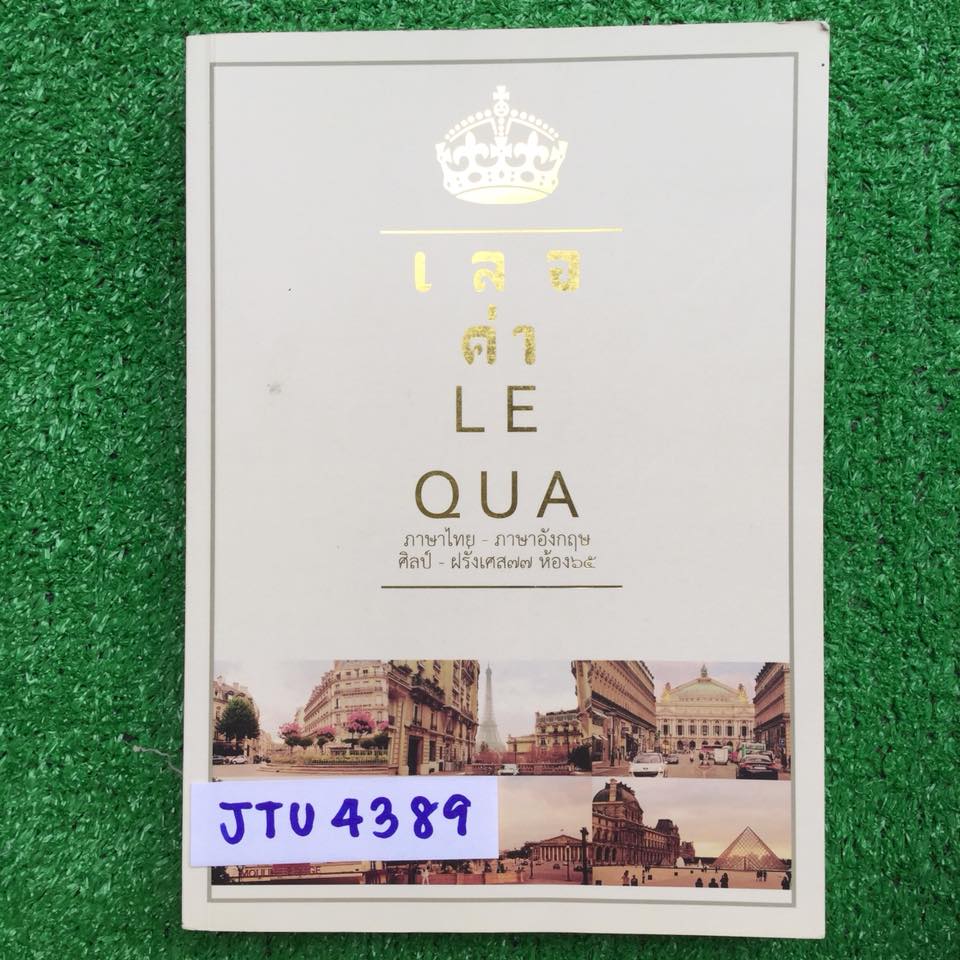 เลอ
ค่า
LE
QUA
ภาษาไทย - ภาษาอังกฤษ
ศิลป์ - ฝรั่งเศส๗๗ ห้อง๖๕
JTU 4389